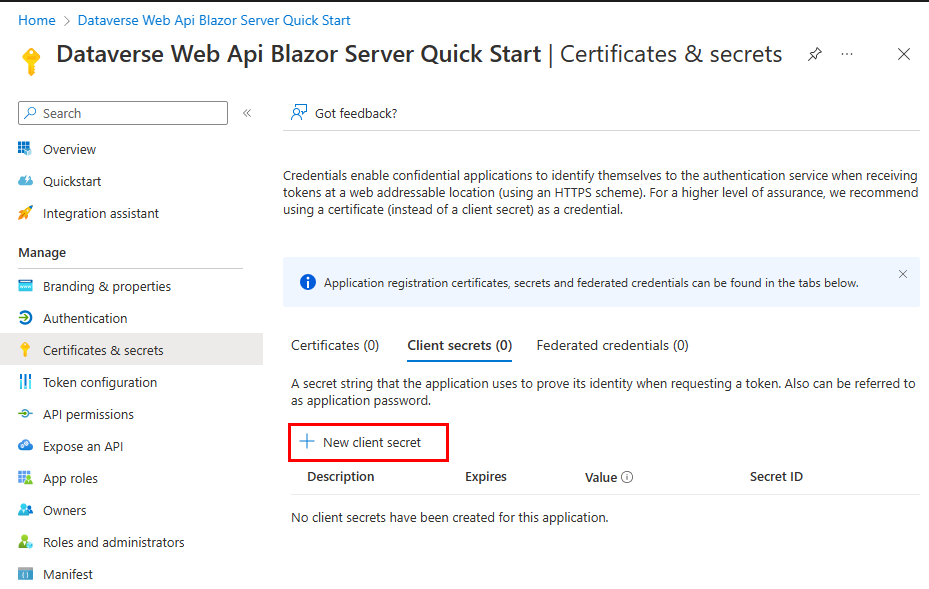 Home > Dataverse Web Api Blazor Server Quick Start
Dataverse Web Api Blazor Server Quick Start | Certificates & secrets
Search
Got feedback?
Overview
Quickstart
Integration assistant
Manage
Branding & properties
Authentication
Certificates & secrets
Token configuration
API permissions
Expose an API
App roles
Owners
Roles and administrators
Manifest
Credentials enable confidential applications to identify themselves to the authentication service when receiving
tokens at a web addressable location (using an HTTPS scheme). For a higher level of assurance, we recommend
using a certificate (instead of a client secret) as a credential.
Application registration certificates, secrets and federated credentials can be found in the tabs below.
Certificates (0) Client secrets (0) Federated credentials (0)
A secret string that the application uses to prove its identity when requesting a token. Also can be referred to
as application password.
New client secret
Description Expires Value Secret ID
No client secrets have been created for this application.